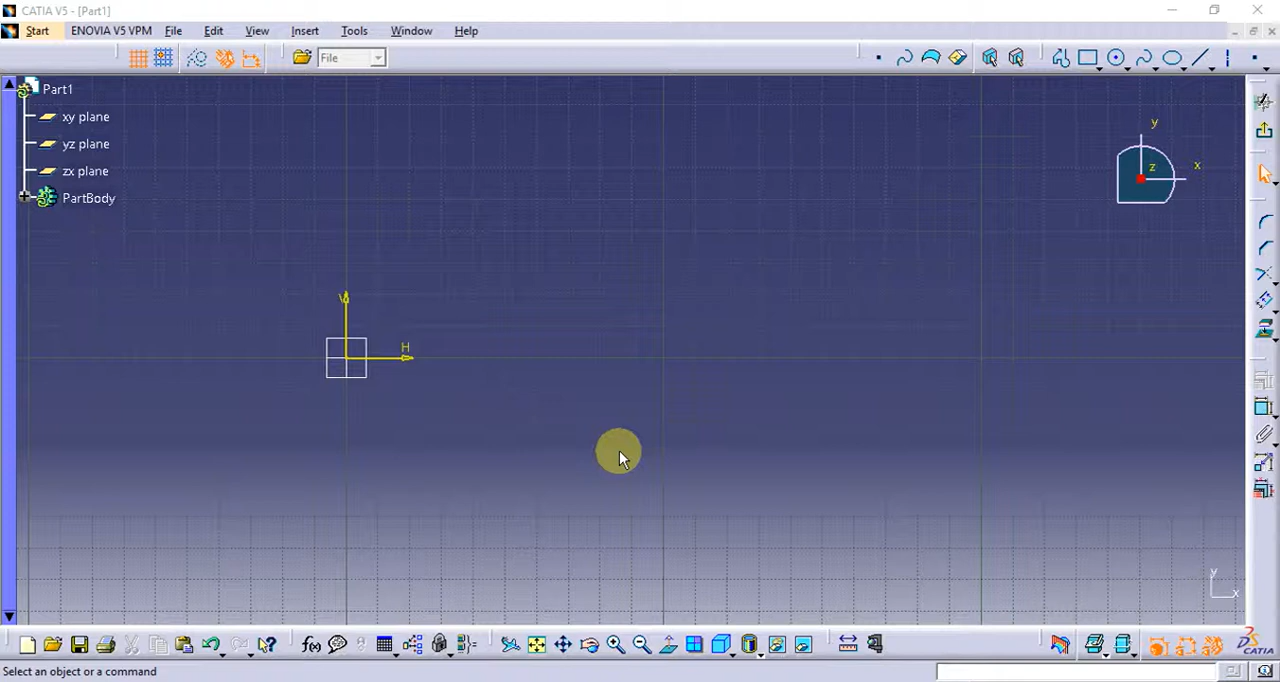 CATIA V5 - [Part1]
Start ENOVIA V5 VPM File Edit View Insert Tools Window Help
File
Part1
xy plane
yz plane
zx plane
PartBody
y
z x
V
H
y
x
f(x)
CATIA
Select an object or a command